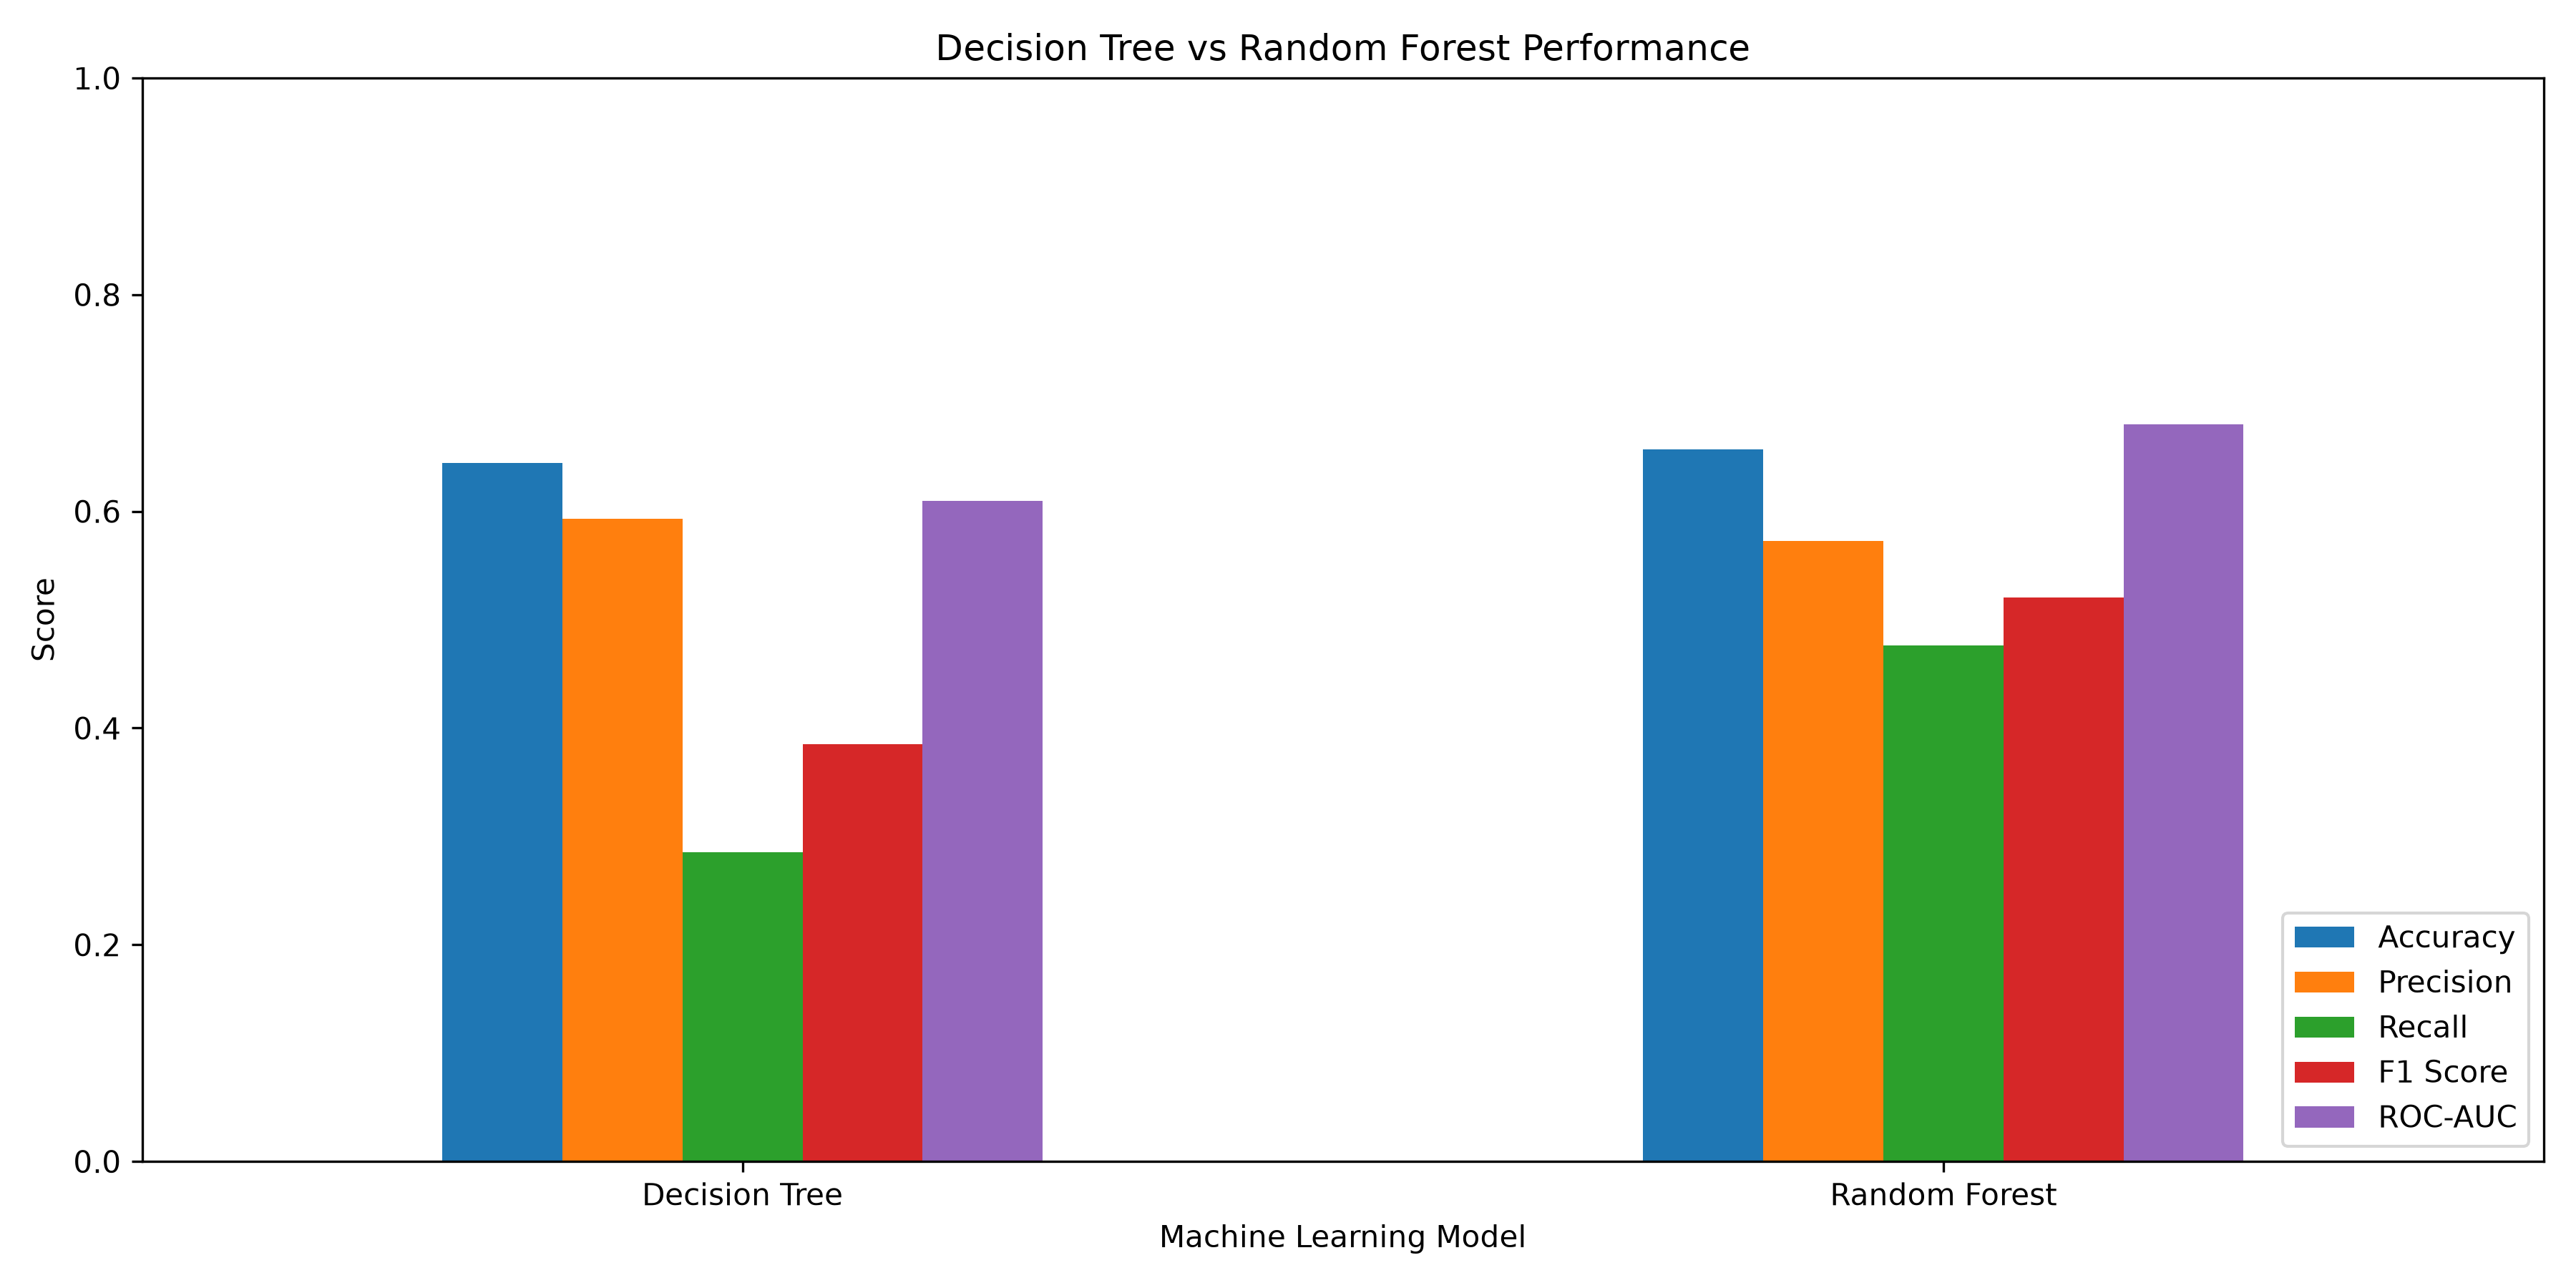 Decision Tree vs Random Forest Performance
1.0
0.8
0.6
0.4
0.2
0.0
Score
Decision Tree
Random Forest
Machine Learning Model
Accuracy
Precision
Recall
F1 Score
ROC-AUC